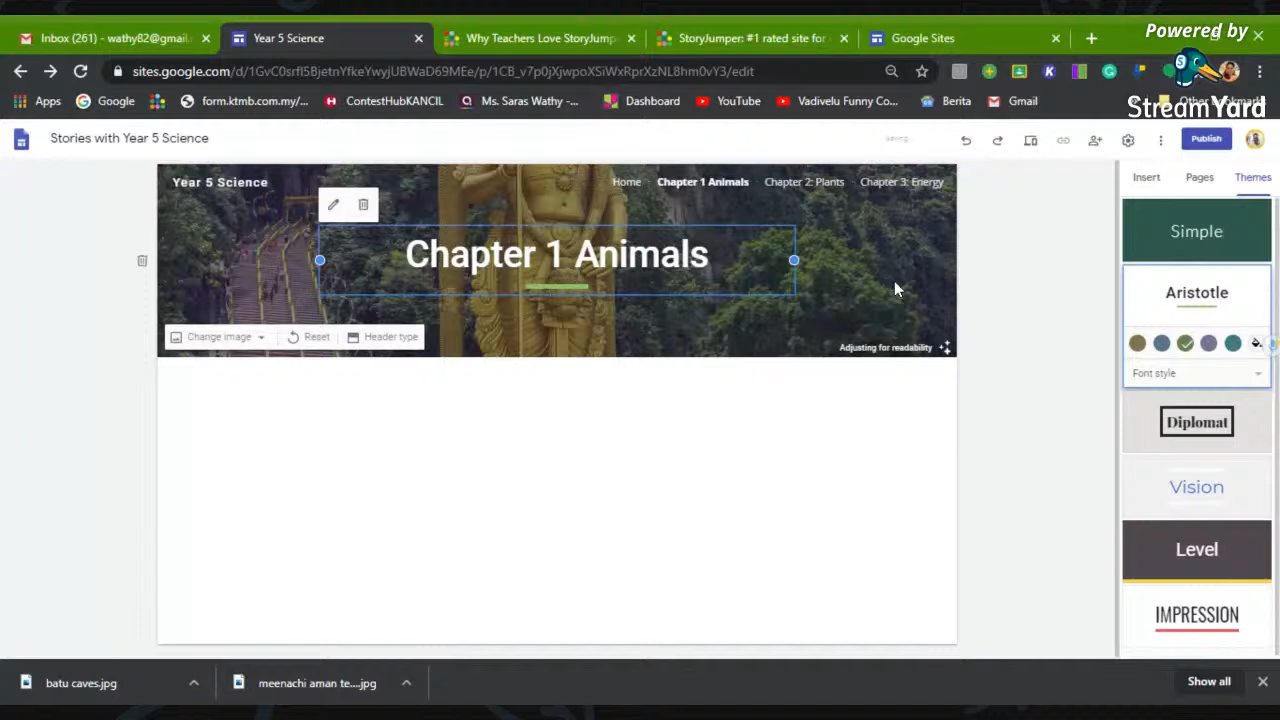 Powered by
StreamYard
Inbox (261) - wathy82@gmail.
Year 5 Science
Why Teachers Love StoryJump
StoryJumper: #1 rated site for
Google Sites
sites.google.com/d/1GvC0srfI5BjetnYfkeYwyjUBWaD69MEe/p/1CB_v7p0jXjwpoXSiWxRprXzNL8hm0vY3/edit
Apps
Google
form.ktmb.com.my/...
ContestHubKANCIL
Ms. Saras Wathy -...
Dashboard
YouTube
Vadivelu Funny Co...
Berita
Gmail
Stories with Year 5 Science
Saving...
Publish
Year 5 Science
Home
Chapter 1 Animals
Chapter 2: Plants
Chapter 3: Energy
Insert
Pages
Themes
Chapter 1 Animals
Change image
Reset
Header type
Adjusting for readability
Simple
Aristotle
Font style
Diplomat
Vision
Level
IMPRESSION
batu caves.jpg
meenachi aman te....jpg
Show all